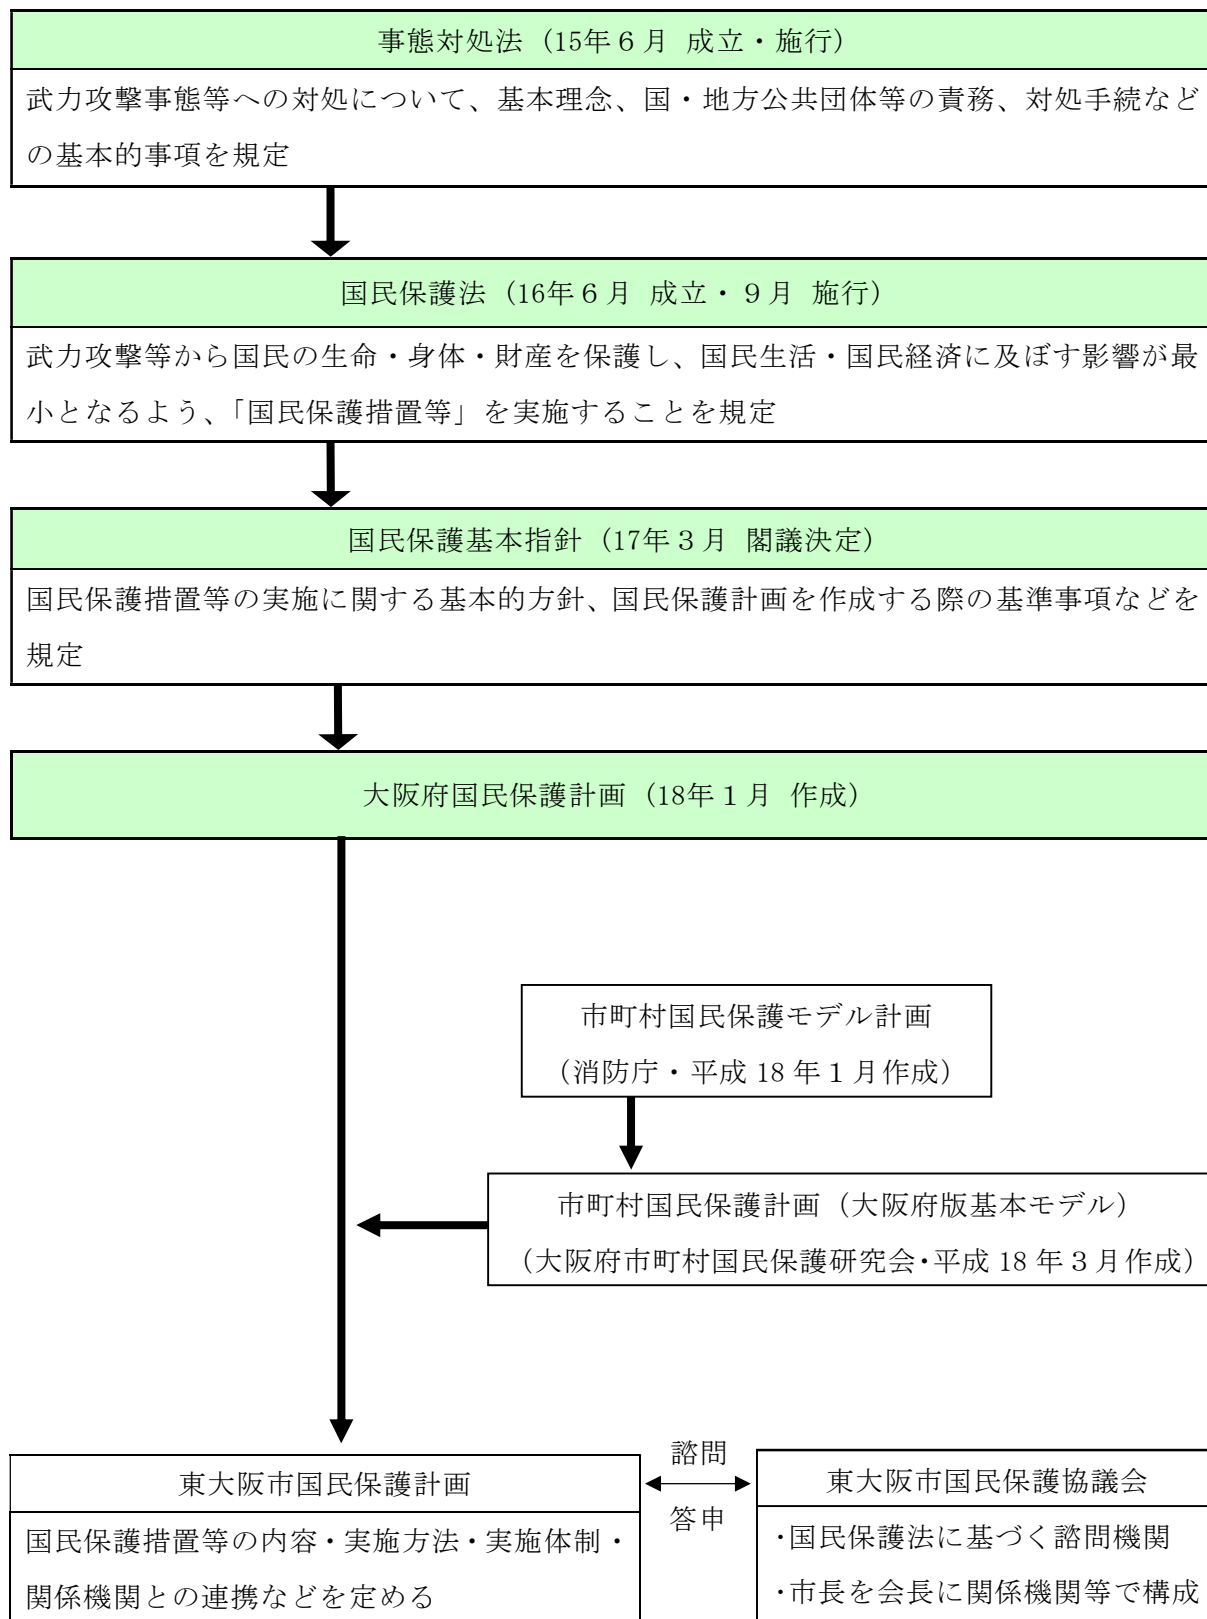 事態対処法（15年６月 成立・施行）
武力攻撃事態等への対処について、基本理念、国・地方公共団体等の責務、対処手続など
の基本的事項を規定
国民保護法（16年６月 成立・９月 施行）
武力攻撃等から国民の生命・身体・財産を保護し、国民生活・国民経済に及ぼす影響が最
小となるよう、「国民保護措置等」を実施することを規定
国民保護基本指針（17年３月 閣議決定）
国民保護措置等の実施に関する基本的方針、国民保護計画を作成する際の基準事項などを
規定
大阪府国民保護計画（18年１月 作成）
市町村国民保護モデル計画
（消防庁・平成 18 年１月作成）
市町村国民保護計画（大阪府版基本モデル）
（大阪府市町村国民保護研究会・平成 18 年３月作成）
東大阪市国民保護計画
国民保護措置等の内容・実施方法・実施体制・
関係機関との連携などを定める
諮問
答申
東大阪市国民保護協議会
・国民保護法に基づく諮問機関
・市長を会長に関係機関等で構成